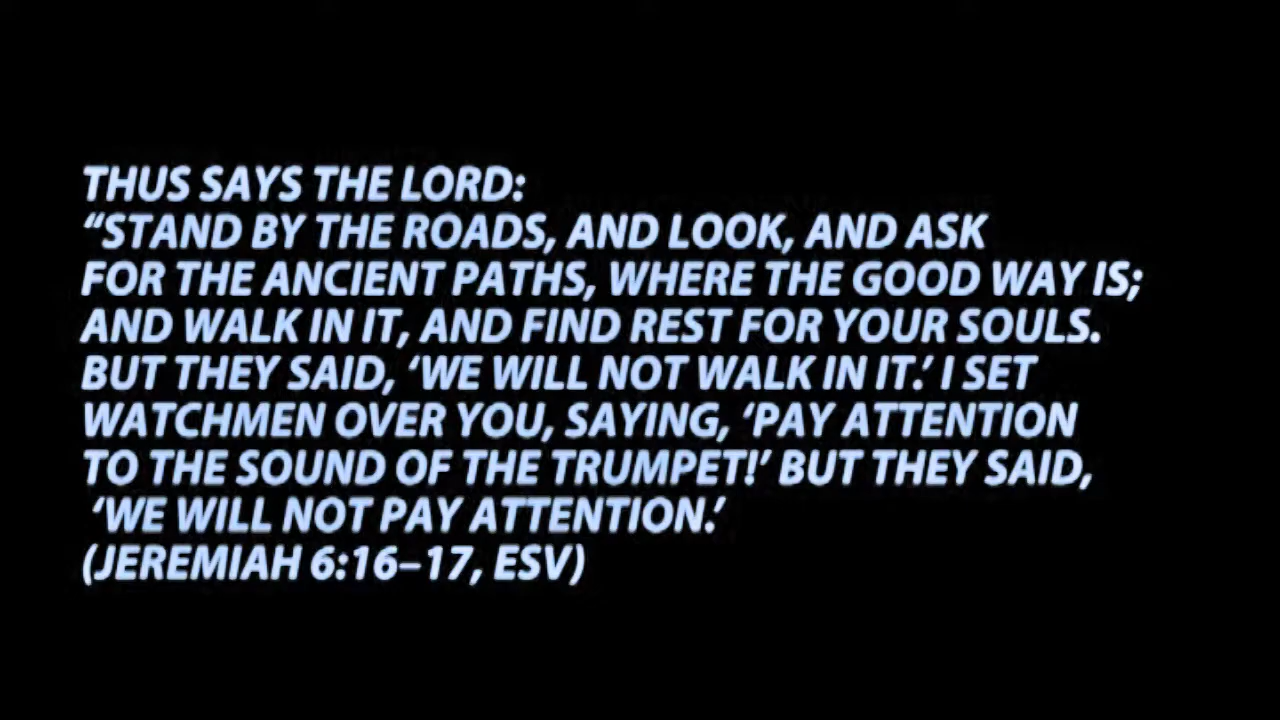 THUS SAYS THE LORD:
“STAND BY THE ROADS, AND LOOK, AND ASK
FOR THE ANCIENT PATHS, WHERE THE GOOD WAY IS;
AND WALK IN IT, AND FIND REST FOR YOUR SOULS.
BUT THEY SAID, ‘WE WILL NOT WALK IN IT.’ I SET
WATCHMEN OVER YOU, SAYING, ‘PAY ATTENTION
TO THE SOUND OF THE TRUMPET!’ BUT THEY SAID,
‘WE WILL NOT PAY ATTENTION.’
(JEREMIAH 6:16–17, ESV)